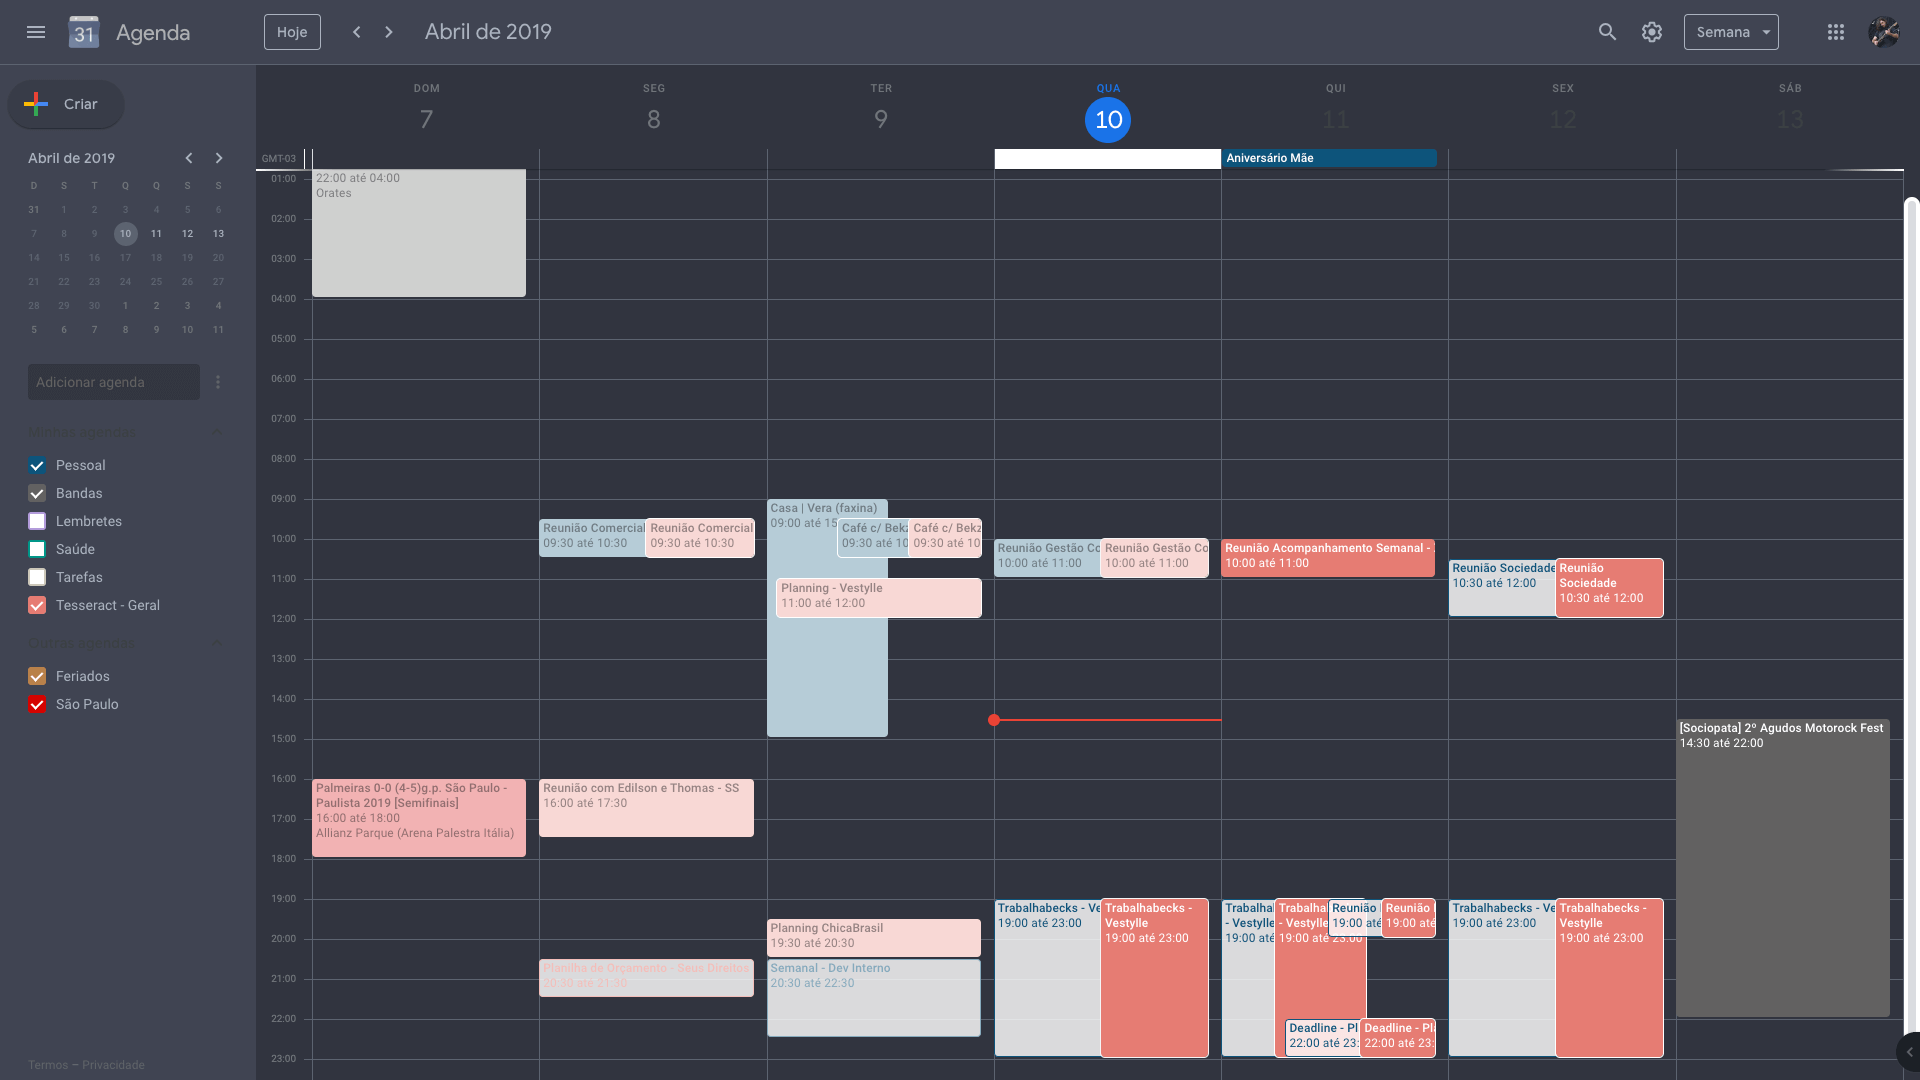 31 Agenda
Hoje
Abril de 2019
Semana
Criar
Abril de 2019
D S T Q Q S S
31 1 2 3 4 5 6
7 8 9 10 11 12 13
14 15 16 17 18 19 20
21 22 23 24 25 26 27
28 29 30 1 2 3 4
5 6 7 8 9 10 11
Adicionar agenda
Minhas agendas
Pessoal
Bandas
Lembretes
Saúde
Tarefas
Tesseract - Geral
Outras agendas
Feriados
São Paulo
Termos – Privacidade
DOM SEG TER QUA QUI SEX SÁB
7 8 9 10 11 12 13
GMT-03
Aniversário Mãe
01:00
02:00
03:00
04:00
05:00
06:00
07:00
08:00
09:00
10:00
11:00
12:00
13:00
14:00
15:00
16:00
17:00
18:00
19:00
20:00
21:00
22:00
23:00
22:00 até 04:00
Orates
Palmeiras 0-0 (4-5)g.p. São Paulo -
Paulista 2019 [Semifinais]
16:00 até 18:00
Allianz Parque (Arena Palestra Itália)
Reunião Comercial
09:30 até 10:30
Reunião Comercial
09:30 até 10:30
Reunião com Edilson e Thomas - SS
16:00 até 17:30
Planilha de Orçamanto - Seus Direitos
20:30 até 21:30
Casa | Vera (faxina)
09:00 até 15
Café c/ Bekz
09:30 até 10
Café c/ Bekz
09:30 até 10
Planning - Vestylle
11:00 até 12:00
Planning ChicaBrasil
19:30 até 20:30
Semanal - Dev Interno
20:30 até 22:30
Reunião Gestão Co
10:00 até 11:00
Reunião Gestão Co
10:00 até 11:00
Trabalhabecks - Ve
19:00 até 23:00
Trabalhabecks -
Vestylle
19:00 até 23:00
Reunião Acompanhamento Semanal -
10:00 até 11:00
Trabalhal
- Vestylle
19:00 até
Trabalha
- Vestylle
19:00 até 23:00
Reunião
19:00 até
Reunião
19:00 até
Deadline - Pl
22:00 até 23:
Deadline - Pl
22:00 até 23:
Reunião Sociedade
10:30 até 12:00
Reunião
Sociedade
10:30 até 12:00
Trabalhabecks - Ve
19:00 até 23:00
Trabalhabecks -
Vestylle
19:00 até 23:00
[Sociopata] 2º Agudos Motorock Fest
14:30 até 22:00